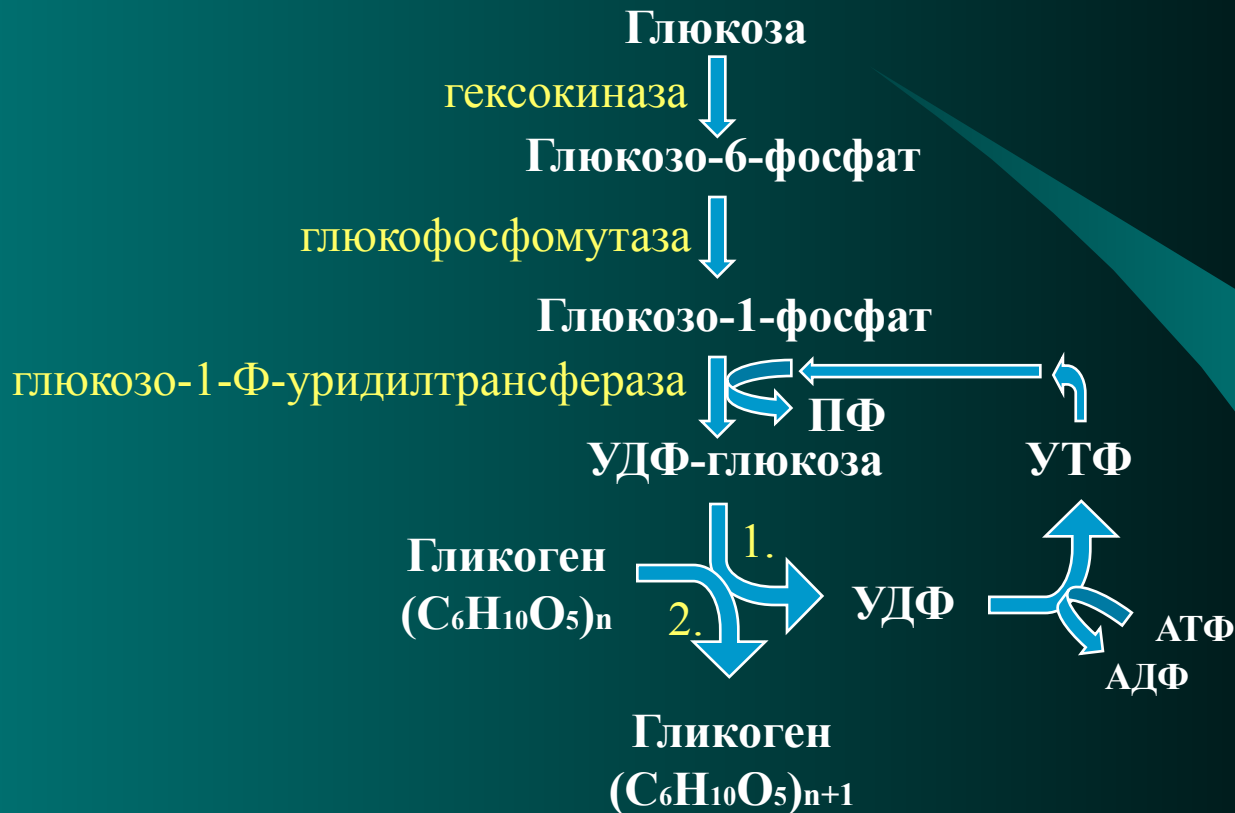 Глюкоза
гексокиназа
Глюкозо-6-фосфат
глюкофосфомутаза
Глюкозо-1-фосфат
глюкозо-1-Ф-уридилтрансфераза
ПФ
УДФ-глюкоза
УТФ
1.
Гликоген
(C₆H₁₀O₅)n
2.
УДФ
АТФ
АДФ
Гликоген
(C₆H₁₀O₅)n+1